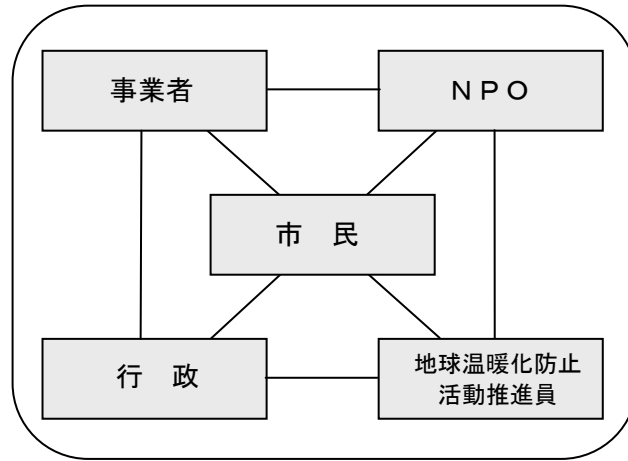 事業者
ＮＰＯ
市　民
行　政
地球温暖化防止
活動推進員